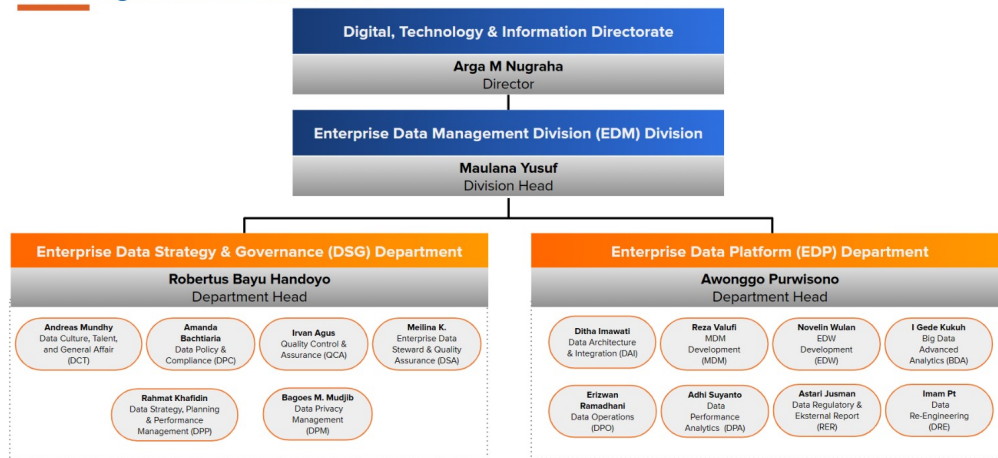 Digital, Technology & Information Directorate
Arga M Nugraha
Director
Enterprise Data Management Division (EDM) Division
Maulana Yusuf
Division Head
Enterprise Data Strategy & Governance (DSG) Department
Robertus Bayu Handoyo
Department Head
Andreas Mundhy
Data Culture, Talent,
and General Affair
(DCT)
Amanda
Bachtiaria
Data Policy &
Compliance (DPC)
Irvan Agus
Quality Control &
Assurance (QCA)
Meilina K.
Enterprise Data
Steward & Quality
Assurance (DSA)
Rahmat Khafidin
Data Strategy, Planning
& Performance
Management (DPP)
Bagoes M. Mudjib
Data Privacy
Management
(DPM)
Enterprise Data Platform (EDP) Department
Awonggo Purwisono
Department Head
Ditha Imawati
Data Architecture
& Integration (DAI)
Reza Valufi
MDM
Development
(MDM)
Novelin Wulan
EDW
Development
(EDW)
I Gede Kukuh
Big Data
Advanced
Analytics (BDA)
Erizwan
Ramadhani
Data Operations
(DPO)
Adhi Suyanto
Data
Performance
Analytics (DPA)
Astari Jusman
Data Regulatory &
Eksternal Report
(RER)
Imam Pt
Data
Re-Engineering
(DRE)